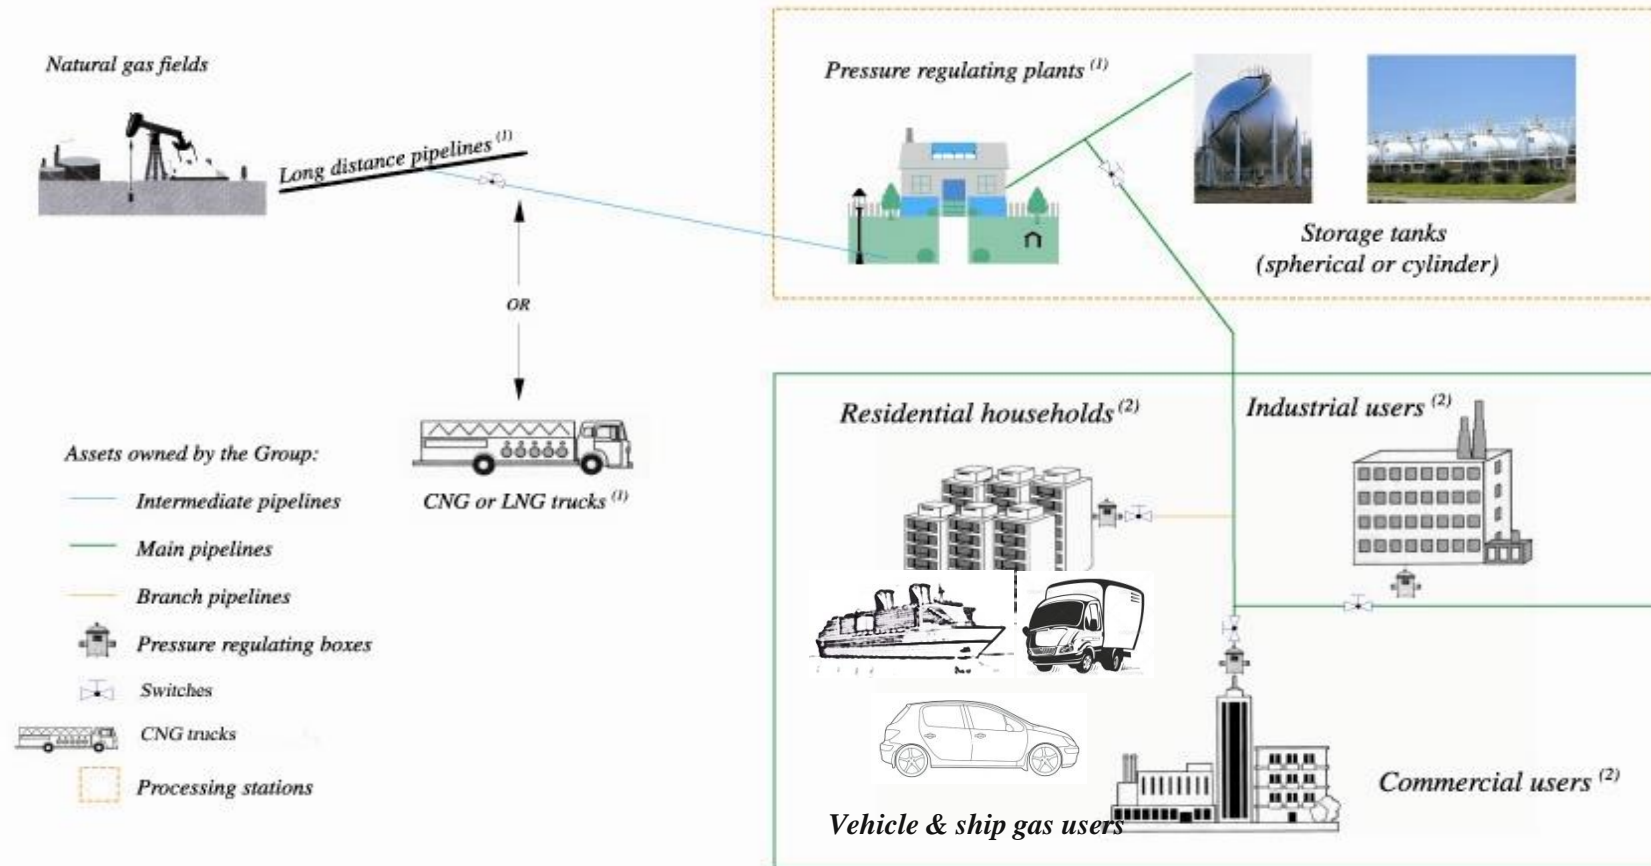 Natural gas fields
Long distance pipelines (1)
OR
CNG or LNG trucks (1)
Assets owned by the Group:
Intermediate pipelines
Main pipelines
Branch pipelines
Pressure regulating boxes
Switches
CNG trucks
Processing stations
Pressure regulating plants (1)
Storage tanks
(spherical or cylinder)
Residential households (2)
Industrial users (2)
Commercial users (2)
Vehicle & ship gas users